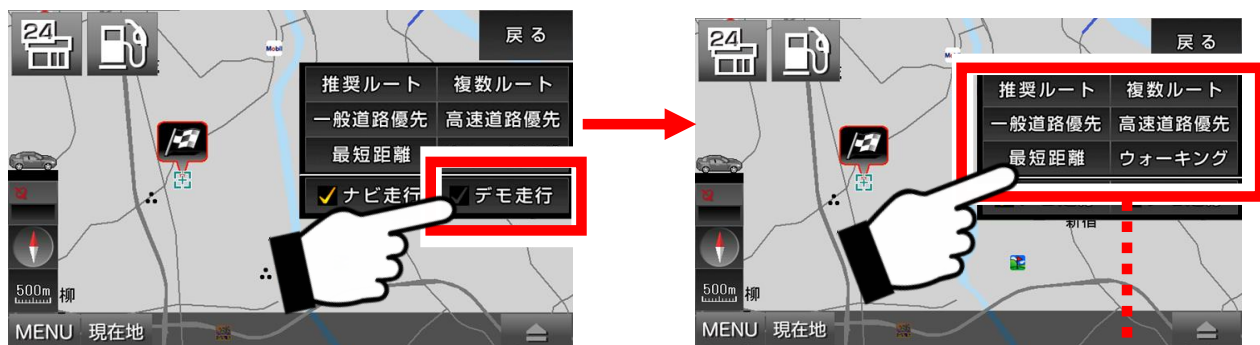 24
Mobil
戻る
推奨ルート 複数ルート
一般道路優先 高速道路優先
最短距離
ナビ走行 デモ走行
500m 柳
MENU 現在地
24
戻る
推奨ルート 複数ルート
一般道路優先 高速道路優先
最短距離 ウォーキング
新宿
500m 柳
MENU 現在地